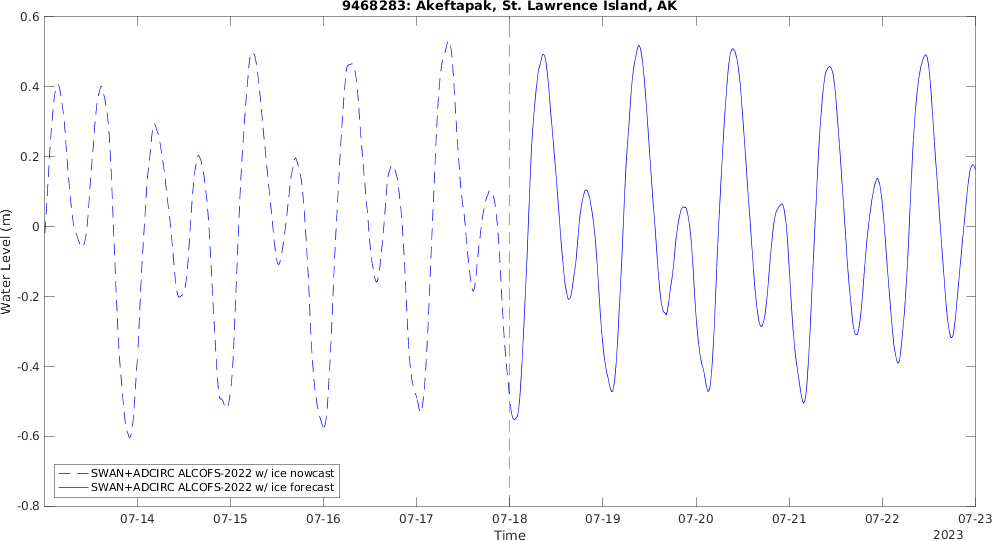 9468283: Akeftapak, St. Lawrence Island, AK
0.6
0.4
0.2
0
-0.2
-0.4
-0.6
-0.8
Water Level (m)
SWAN+ADCIRC ALCOFS-2022 w/ ice nowcast
SWAN+ADCIRC ALCOFS-2022 w/ ice forecast
07-14 07-15 07-16 07-17 07-18 07-19 07-20 07-21 07-22 07-23
Time
2023